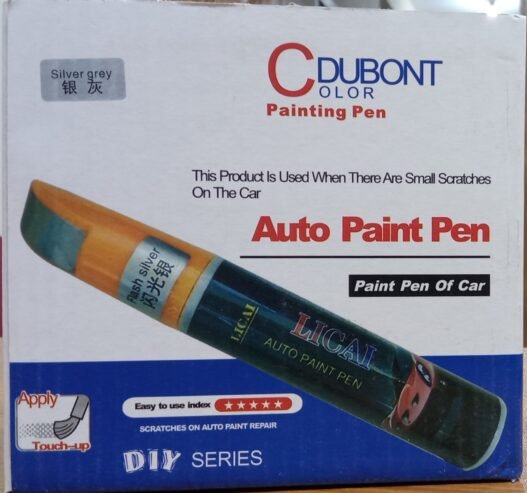 Silver grey
银 灰
CDUBONT
OLOR
Painting Pen
This Product Is Used When There Are Small Scratches
On The Car
Auto Paint Pen
Paint Pen Of Car
flash silver
闪光银
LICAI
LICAI
AUTO PAINT PEN
Apply
Touch-up
Easy to use index ★★★★★
SCRATCHES ON AUTO PAINT REPAIR
DIY SERIES